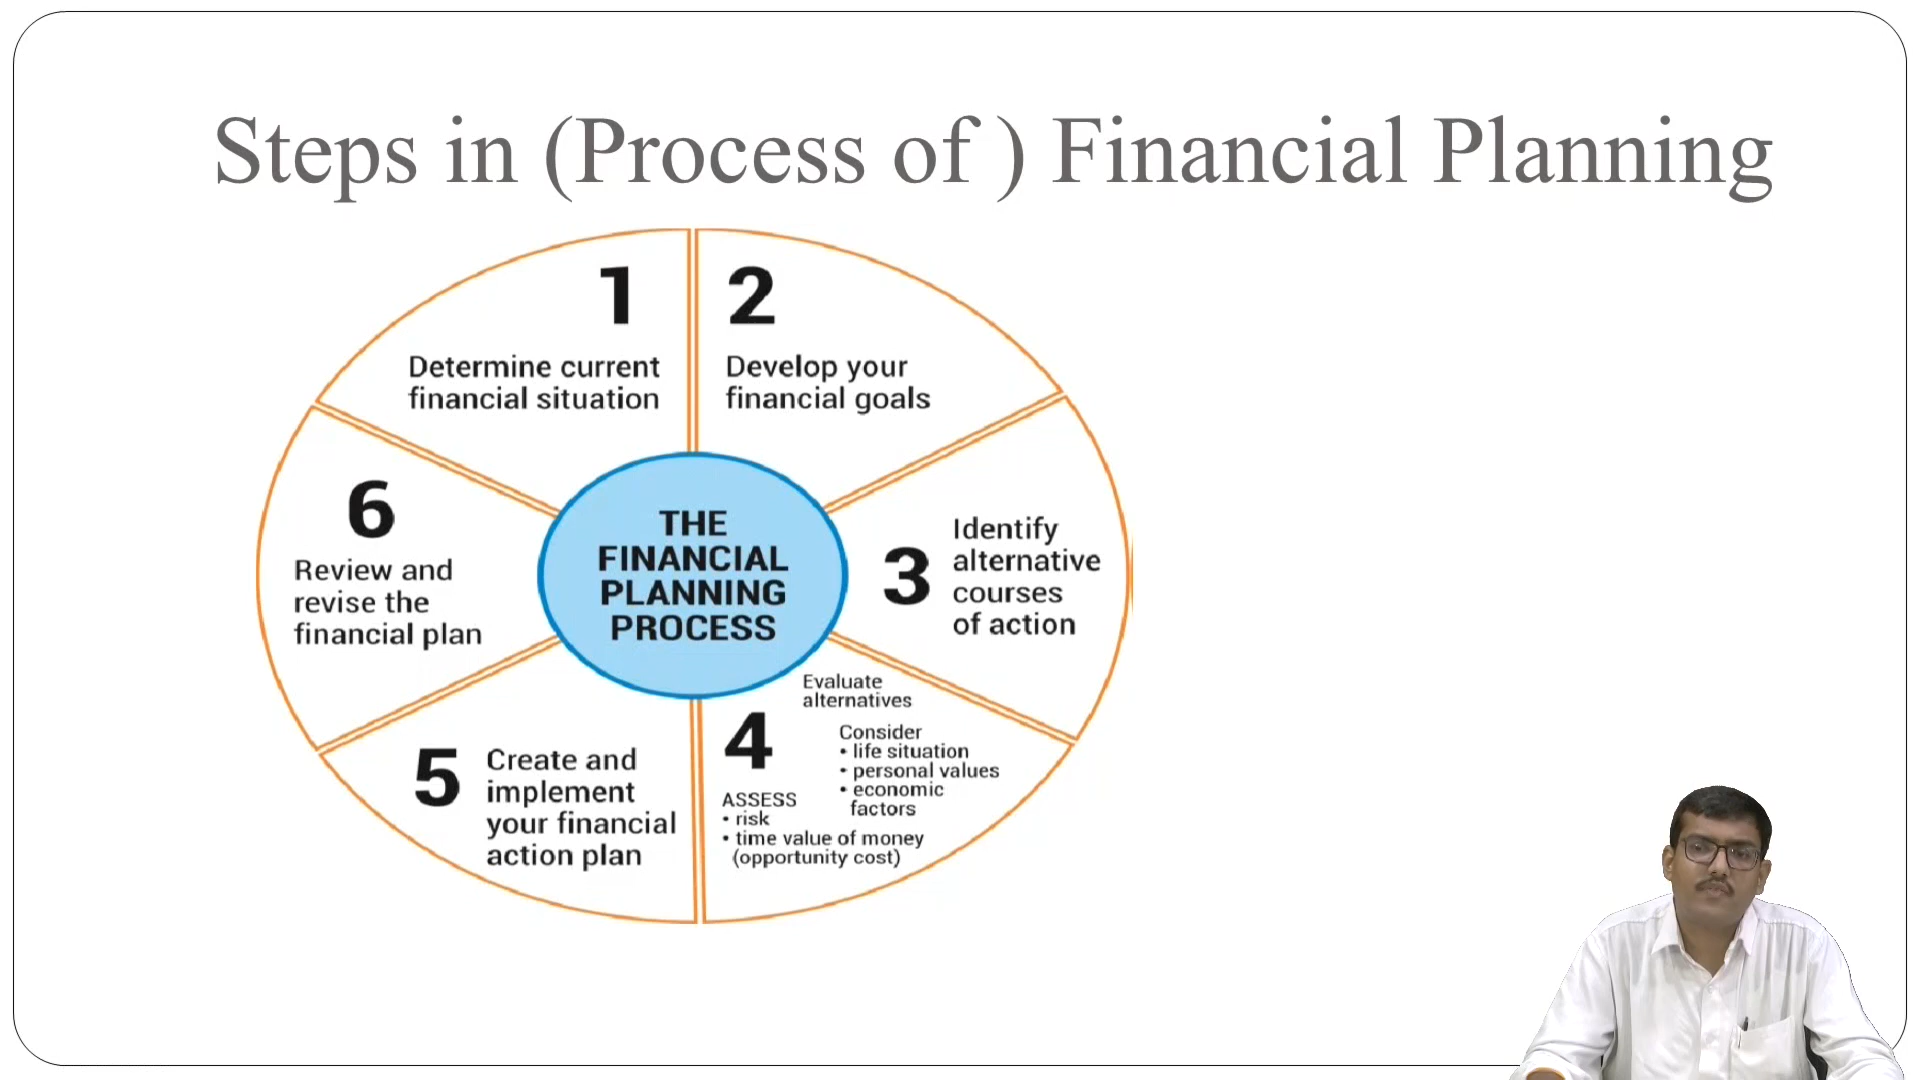 Steps in (Process of ) Financial Planning
1
Determine current
financial situation
2
Develop your
financial goals
3
Identify
alternative
courses
of action
4
Evaluate
alternatives
Consider
• life situation
• personal values
• economic
factors
ASSESS
• risk
• time value of money
(opportunity cost)
5
Create and
implement
your financial
action plan
6
Review and
revise the
financial plan
THE
FINANCIAL
PLANNING
PROCESS